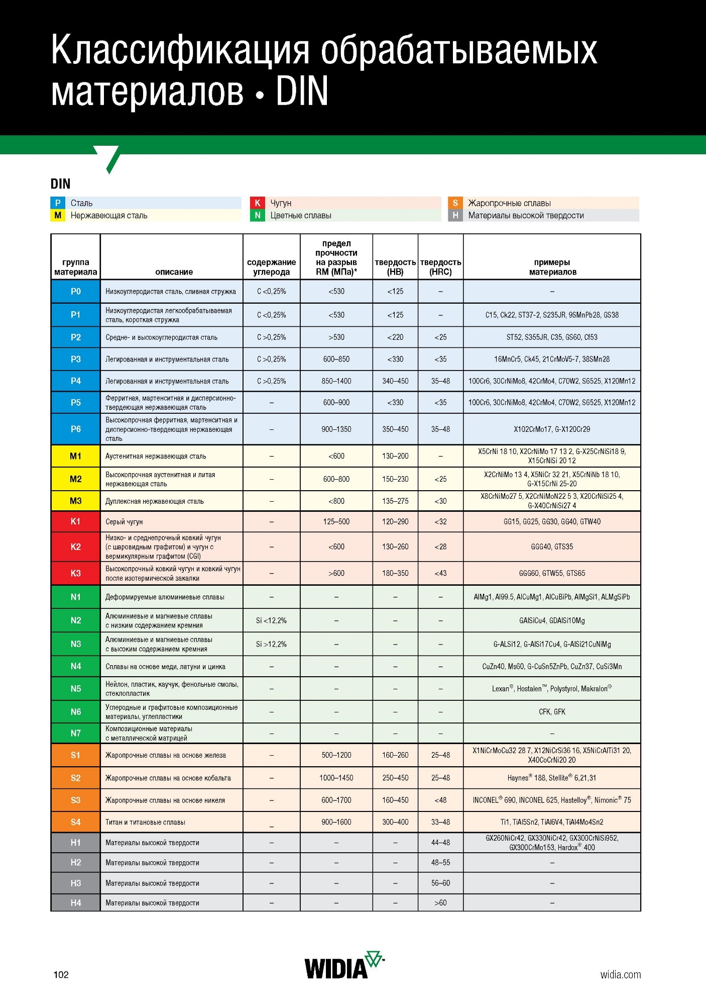 Классификация обрабатываемых
материалов • DIN
DIN
P Сталь
M Нержавеющая сталь
K Чугун
N Цветные сплавы
S Жаропрочные сплавы
H Материалы высокой твердости
группа материала | описание | содержание углерода | предел прочности на разрыв RM (МПа)* | твердость (HB) | твердость (HRC) | примеры материалов
P0 | Низкоуглеродистая сталь, сливная стружка | C <0,25% | <530 | <125 | – | –
P1 | Низкоуглеродистая легкообрабатываемая сталь, короткая стружка | C <0,25% | <530 | <125 | – | C15, Ck22, ST37-2, S235JR, 9SMnPb28, GS38
P2 | Средне- и высокоуглеродистая сталь | C >0,25% | >530 | <220 | <25 | ST52, S355JR, C35, GS60, Cf53
P3 | Легированная и инструментальная сталь | C >0,25% | 600–850 | <330 | <35 | 16MnCr5, Ck45, 21CrMoV5-7, 38SMn28
P4 | Легированная и инструментальная сталь | C >0,25% | 850–1400 | 340–450 | 35–48 | 100Cr6, 30CrNiMo8, 42CrMo4, C70W2, S6525, X120Mn12
P5 | Ферритная, мартенситная и дисперсионно-твердеющая нержавеющая сталь | – | 600–900 | <330 | <35 | 100Cr6, 30CrNiMo8, 42CrMo4, C70W2, S6525, X120Mn12
P6 | Высокопрочная ферритная, мартенситная и дисперсионно-твердеющая нержавеющая сталь | – | 900–1350 | 350–450 | 35–48 | X102CrMo17, G-X120Cr29
M1 | Аустенитная нержавеющая сталь | – | <600 | 130–200 | – | X5CrNi 18 10, X2CrNiMo 17 13 2, G-X25CrNiSi18 9, X15CrNiSi 20 12
M2 | Высокопрочная аустенитная и литая нержавеющая сталь | – | 600–800 | 150–230 | <25 | X2CrNiMo 13 4, X5NiCr 32 21, X5CrNiNb 18 10, G-X15CrNi 25-20
M3 | Дуплексная нержавеющая сталь | – | <800 | 135–275 | <30 | X8CrNiMo27 5, X2CrNiMoN22 5 3, X20CrNiSi25 4, G-X40CrNiSi27 4
K1 | Серый чугун | – | 125–500 | 120–290 | <32 | GG15, GG25, GG30, GG40, GTW40
K2 | Низко- и среднепрочный ковкий чугун (с шаровидным графитом) и чугун с вермикулярным графитом (CGI) | – | <600 | 130–260 | <28 | GGG40, GTS35
K3 | Высокопрочный ковкий чугун и ковкий чугун после изотермической закалки | – | >600 | 180–350 | <43 | GGG60, GTW55, GTS65
N1 | Деформируемые алюминиевые сплавы | – | – | – | – | AlMg1, Al99.5, AlCuMg1, AlCuBiPb, AlMgSi1, ALMgSiPb
N2 | Алюминиевые и магниевые сплавы с низким содержанием кремния | Si <12,2% | – | – | – | GAlSiCu4, GDAlSi10Mg
N3 | Алюминиевые и магниевые сплавы с высоким содержанием кремния | Si >12,2% | – | – | – | G-ALSi12, G-AlSi17Cu4, G-AlSi21CuNiMg
N4 | Сплавы на основе меди, латуни и цинка | – | – | – | – | CuZn40, Ms60, G-CuSn5ZnPb, CuZn37, CuSi3Mn
N5 | Нейлон, пластик, каучук, фенольные смолы, стеклопластик | – | – | – | – | Lexan®, Hostalen™, Polystyrol, Makralon®
N6 | Углеродные и графитовые композиционные материалы, углепластики | – | – | – | – | CFK, GFK
N7 | Композиционные материалы с металлической матрицей | – | – | – | – | –
S1 | Жаропрочные сплавы на основе железа | – | 500–1200 | 160–260 | 25–48 | X1NiCrMoCu32 28 7, X12NiCrSi36 16, X5NiCrAlTi31 20, X40CoCrNi20 20
S2 | Жаропрочные сплавы на основе кобальта | – | 1000–1450 | 250–450 | 25–48 | Haynes® 188, Stellite® 6,21,31
S3 | Жаропрочные сплавы на основе никеля | – | 600–1700 | 160–450 | <48 | INCONEL® 690, INCONEL 625, Hastelloy®, Nimonic® 75
S4 | Титан и титановые сплавы | _ | 900–1600 | 300–400 | 33–48 | Ti1, TiAl5Sn2, TiAl6V4, TiAl4Mo4Sn2
H1 | Материалы высокой твердости | – | – | – | 44–48 | GX260NiCr42, GX330NiCr42, GX300CrNiSi952, GX300CrMo153, Hardox® 400
H2 | Материалы высокой твердости | – | – | – | 48–55 | –
H3 | Материалы высокой твердости | – | – | – | 56–60 | –
H4 | Материалы высокой твердости | – | – | – | >60 | –
102
WIDIA™
widia.com